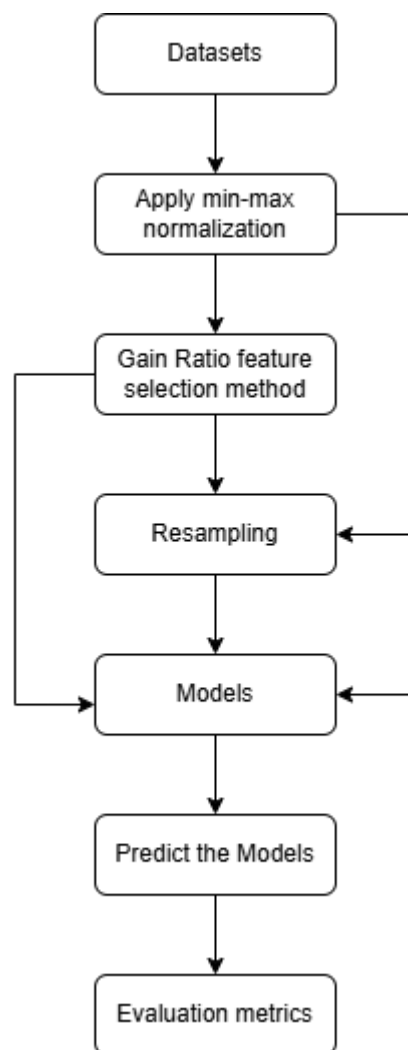 Datasets
Apply min-max
normalization
Gain Ratio feature
selection method
Resampling
Models
Predict the Models
Evaluation metrics